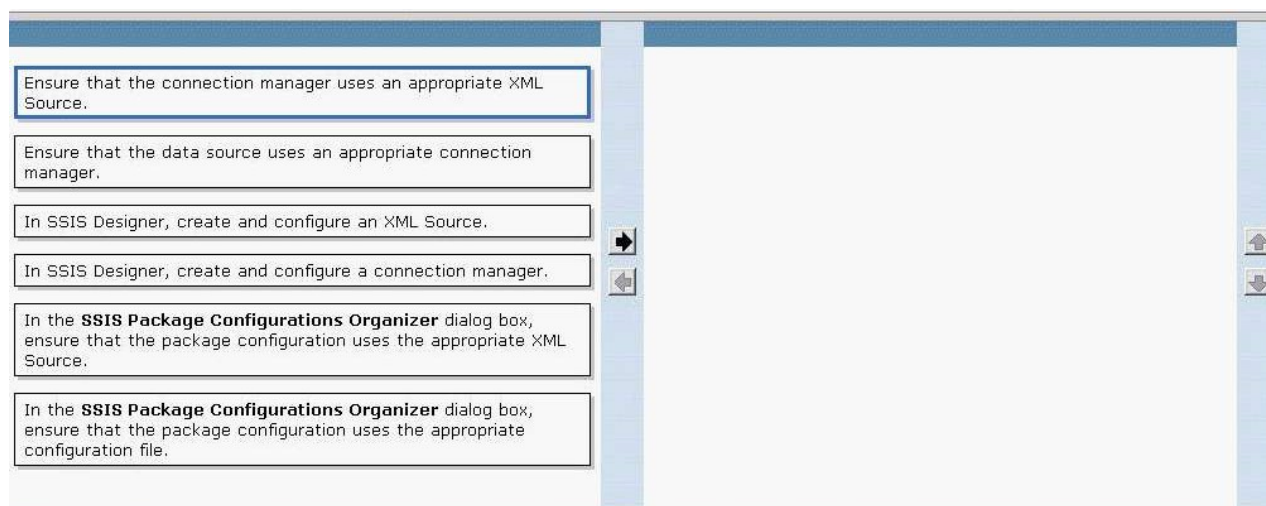 Ensure that the connection manager uses an appropriate XML
Source.
Ensure that the data source uses an appropriate connection
manager.
In SSIS Designer, create and configure an XML Source.
In SSIS Designer, create and configure a connection manager.
In the SSIS Package Configurations Organizer dialog box,
ensure that the package configuration uses the appropriate XML
Source.
In the SSIS Package Configurations Organizer dialog box,
ensure that the package configuration uses the appropriate
configuration file.